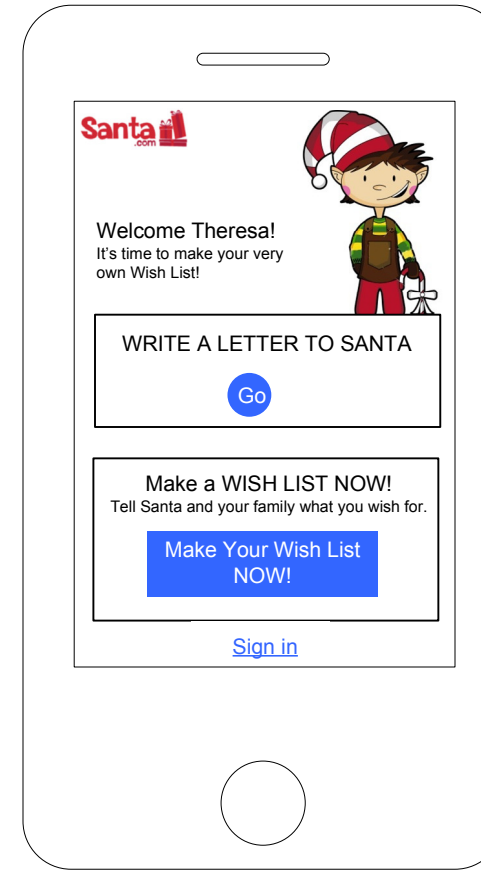 Santa
.com
Welcome Theresa!
It's time to make your very
own Wish List!
WRITE A LETTER TO SANTA
Go
Make a WISH LIST NOW!
Tell Santa and your family what you wish for.
Make Your Wish List
NOW!
Sign in